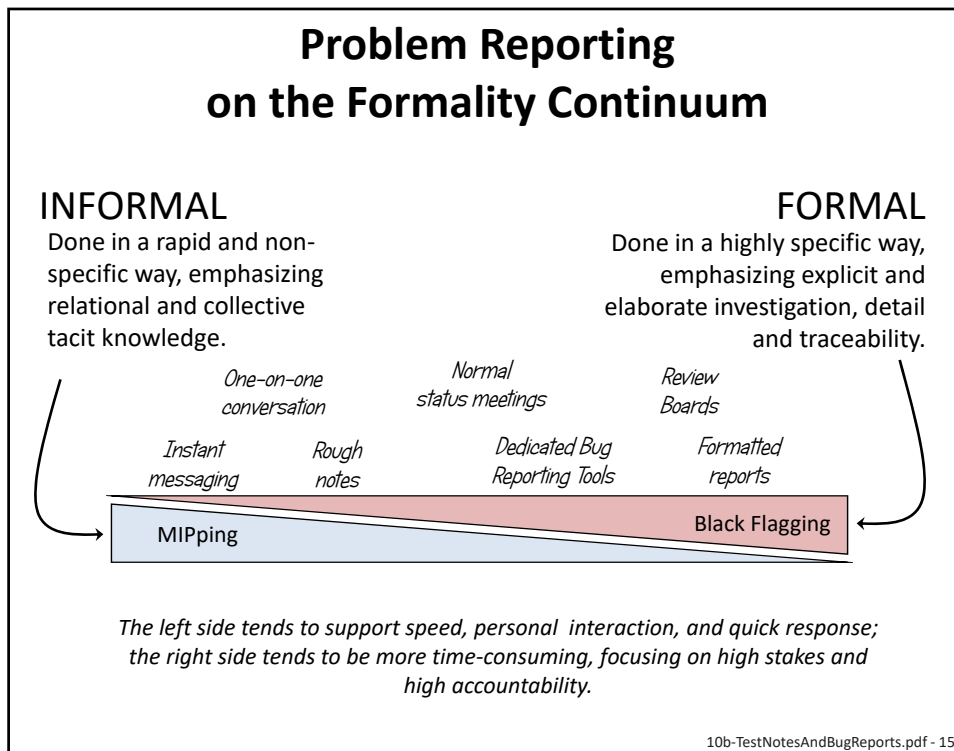 Problem Reporting
on the Formality Continuum
INFORMAL
Done in a rapid and non-
specific way, emphasizing
relational and collective
tacit knowledge.
FORMAL
Done in a highly specific way,
emphasizing explicit and
elaborate investigation, detail
and traceability.
One-on-one
conversation
Normal
status meetings
Review
Boards
Instant
messaging
Rough
notes
Dedicated Bug
Reporting Tools
Formatted
reports
MIPping
Black Flagging
The left side tends to support speed, personal interaction, and quick response;
the right side tends to be more time-consuming, focusing on high stakes and
high accountability.
10b-TestNotesAndBugReports.pdf - 15